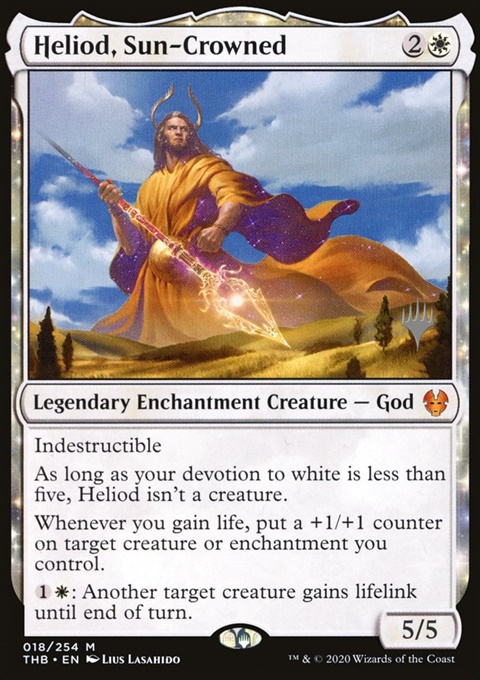 Heliod, Sun-Crowned 2
Legendary Enchantment Creature — God
Indestructible
As long as your devotion to white is less than
five, Heliod isn't a creature.
Whenever you gain life, put a +1/+1 counter
on target creature or enchantment you
control.
1 : Another target creature gains lifelink
until end of turn.
5/5
018/254 M
THB • EN Lius Lasahido
™ & © 2020 Wizards of the Coast